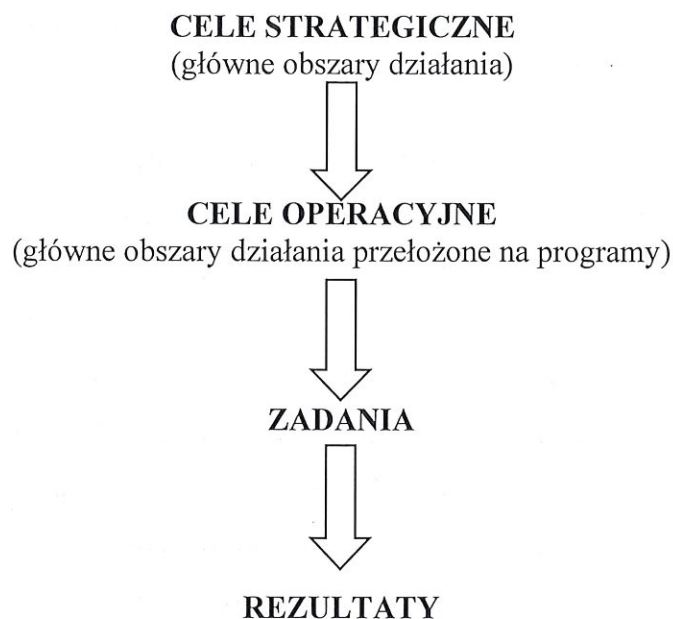 CELE STRATEGICZNE
(główne obszary działania)
CELE OPERACYJNE
(główne obszary działania przełożone na programy)
ZADANIA
REZULTATY